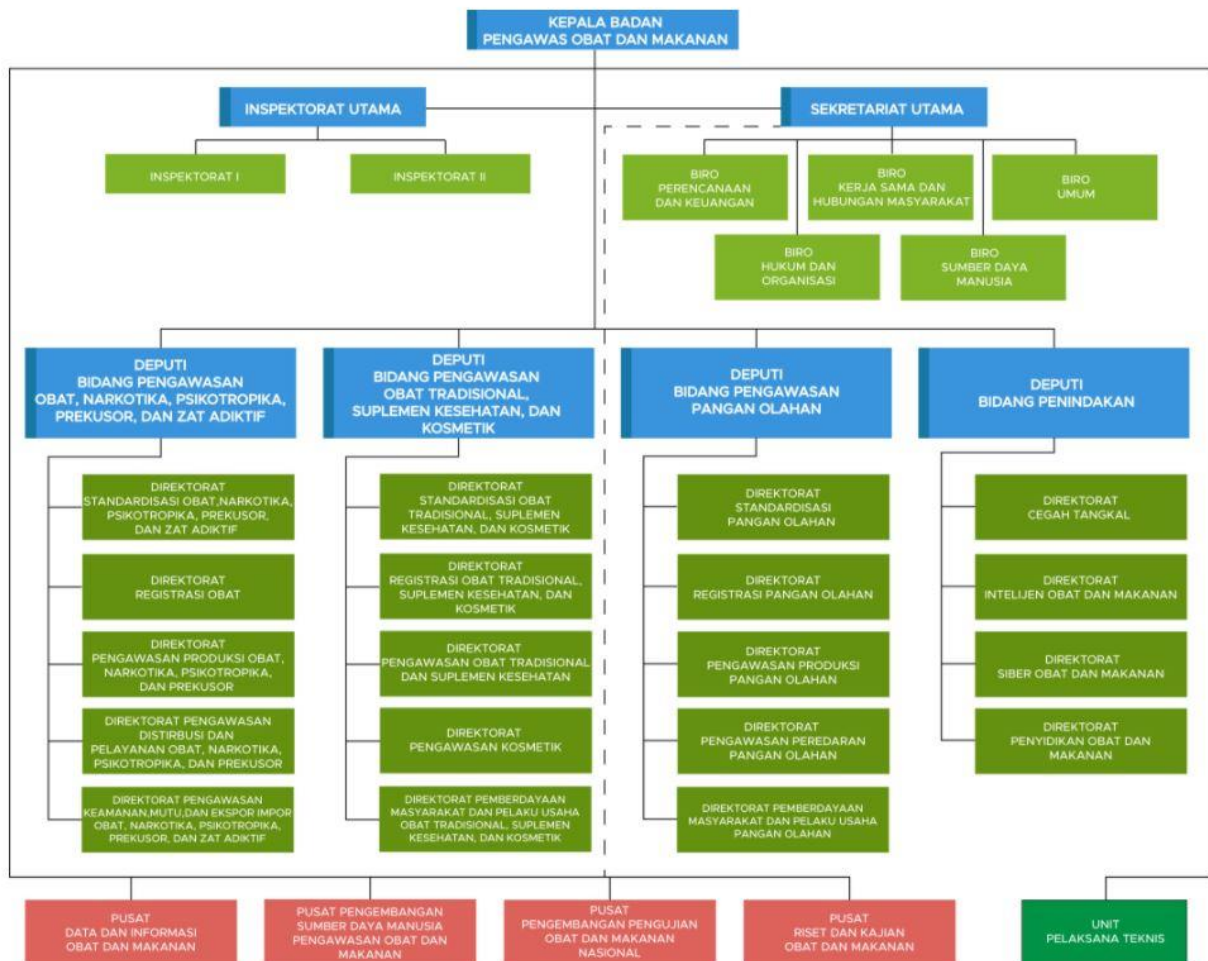 KEPALA BADAN
PENGAWAS OBAT DAN MAKANAN
INSPEKTORAT UTAMA
SEKRETARIAT UTAMA
INSPEKTORAT I
INSPEKTORAT II
BIRO
PERENCANAAN
DAN KEUANGAN
BIRO
KERJA SAMA DAN
HUBUNGAN MASYARAKAT
BIRO
UMUM
BIRO
HUKUM DAN
ORGANISASI
BIRO
SUMBER DAYA
MANUSIA
DEPUTI
BIDANG PENGAWASAN
OBAT, NARKOTIKA, PSIKOTROPIKA,
PREKUSOR, DAN ZAT ADIKTIF
DIREKTORAT
STANDARDISASI OBAT,NARKOTIKA,
PSIKOTROPIKA, PREKUSOR,
DAN ZAT ADIKTIF
DIREKTORAT
REGISTRASI OBAT
DIREKTORAT
PENGAWASAN PRODUKSI OBAT,
NARKOTIKA, PSIKOTROPIKA,
DAN PREKUSOR
DIREKTORAT PENGAWASAN
DISTIRBUSI DAN
PELAYANAN OBAT, NARKOTIKA,
PSIKOTROPIKA, DAN PREKUSOR
DIREKTORAT PENGAWASAN
KEAMANAN,MUTU,DAN EKSPOR IMPOR
OBAT, NARKOTIKA, PSIKOTROPIKA,
PREKUSOR, DAN ZAT ADIKTIF
DEPUTI
BIDANG PENGAWASAN
OBAT TRADISIONAL,
SUPLEMEN KESEHATAN, DAN
KOSMETIK
DIREKTORAT
STANDARDISASI OBAT
TRADISIONAL, SUPLEMEN
KESEHATAN, DAN KOSMETIK
DIREKTORAT
REGISTRASI OBAT TRADISIONAL,
SUPLEMEN KESEHATAN, DAN
KOSMETIK
DIREKTORAT
PENGAWASAN OBAT TRADISIONAL
DAN SUPLEMEN KESEHATAN
DIREKTORAT
PENGAWASAN KOSMETIK
DIREKTORAT PEMBERDAYAAN
MASYARAKAT DAN PELAKU USAHA
OBAT TRADISIONAL, SUPLEMEN
KESEHATAN, DAN KOSMETIK
DEPUTI
BIDANG PENGAWASAN
PANGAN OLAHAN
DIREKTORAT
STANDARDISASI
PANGAN OLAHAN
DIREKTORAT
REGISTRASI PANGAN OLAHAN
DIREKTORAT
PENGAWASAN PRODUKSI
PANGAN OLAHAN
DIREKTORAT
PENGAWASAN PEREDARAN
PANGAN OLAHAN
DIREKTORAT PEMBERDAYAAN
MASYARAKAT DAN PELAKU USAHA
PANGAN OLAHAN
DEPUTI
BIDANG PENINDAKAN
DIREKTORAT
CEGAH TANGKAL
DIREKTORAT
INTELIJEN OBAT DAN MAKANAN
DIREKTORAT
SIBER OBAT DAN MAKANAN
DIREKTORAT
PENYIDIKAN OBAT DAN
MAKANAN
PUSAT
DATA DAN INFORMASI
OBAT DAN MAKANAN
PUSAT PENGEMBANGAN
SUMBER DAYA MANUSIA
PENGAWASAN OBAT DAN
MAKANAN
PUSAT
PENGEMBANGAN PENGUJIAN
OBAT DAN MAKANAN
NASIONAL
PUSAT
RISET DAN KAJIAN
OBAT DAN MAKANAN
UNIT
PELAKSANA TEKNIS